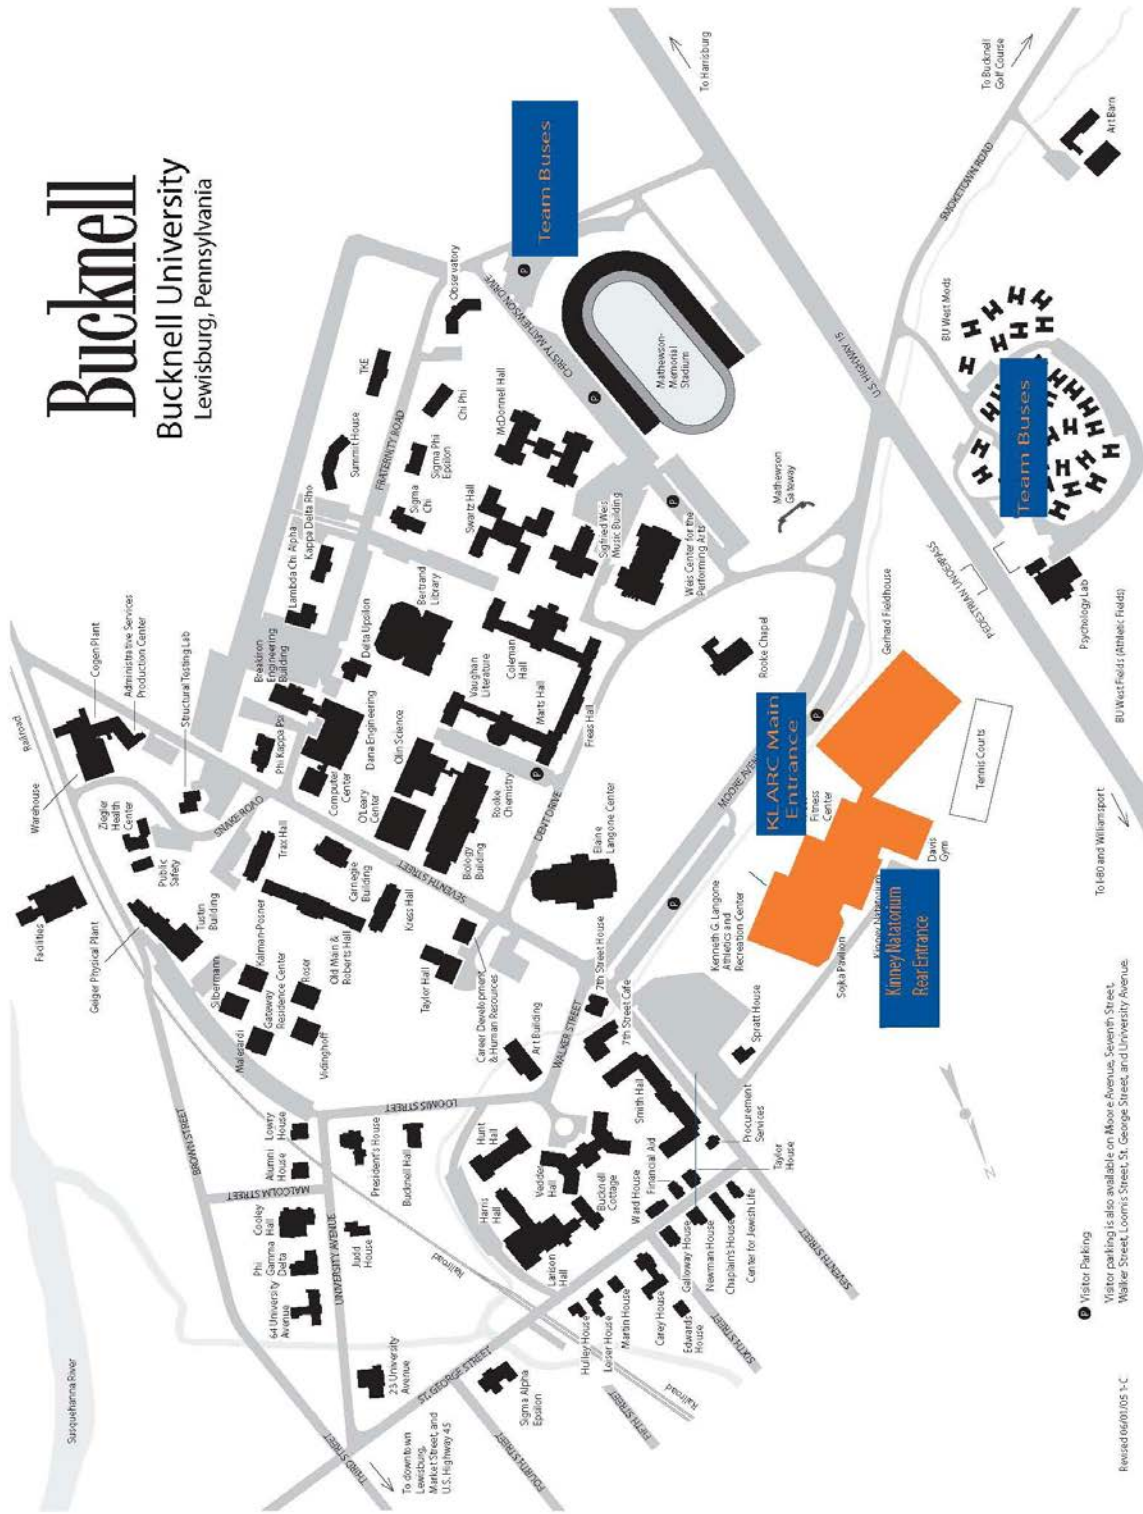 Bucknell
Bucknell University
Lewisburg, Pennsylvania
Team Buses
To Harrisburg
To Bucknell
Golf Course
Art Barn
SMOKETOWN ROAD
Observatory
CHRISTY MATHEWSON DRIVE
P
Mathewson-
Memorial
Stadium
U.S. HIGHWAY 15
BU West Mods
Team Buses
TKE
Summit House
FRATERNITY ROAD
Chi Phi
Sigma Phi
Epsilon
Sigma
Chi
McDonnell Hall
Swartz Hall
Sigfried Weis
Music Building
P
P
Weis Center for the
Performing Arts
Mathewson
Gateway
PEDESTRIAN UNDERPASS
Psychology Lab
BU West Fields (Athletic Fields)
Kappa Delta Rho
Lambda Chi Alpha
Bertrand
Library
Delta Upsilon
Breakiron
Engineering
Building
Vaughan
Literature
Coleman
Hall
Marts Hall
Freas Hall
Rooke Chapel
Gerhard Fieldhouse
Cogen Plant
Administrative Services
Production Center
Structural Testing Lab
Railroad
Warehouse
Phi Kappa Psi
Dana Engineering
Computer
Center
Olin Science
O'Leary
Center
Rooke
Chemistry
P
DENT DRIVE
Biology
Building
MOORE AVEN
P
KLARC Main
Entrance
Fitness
Center
Tennis Courts
Davis
Gym
To I-80 and Williamsport
Ziegler
Health
Center
SNAKE ROAD
Public
Safety
Trax Hall
Carnegie
Building
SEVENTH STREET
Elaine
Langone Center
P
Kenneth G. Langone
Athletics and
Recreation Center
Kinney Natatorium
Kinney Natatorium
Rear Entrance
Sojka Pavilion
Facilities
Geiger Physical Plant
Tustin
Building
Kress Hall
Old Main &
Roberts Hall
Taylor Hall
Career Development
& Human Resources
Kalman-Posner
Silbermann
Roser
Gateway
Residence Center
Malesardi
Vidinghoff
Art Building
WALKER STREET
7th Street House
7th Street Cafe
Spratt House
LOOMIS STREET
BROWN STREET
Lowry
House
Alumni
House
MALCOLM STREET
President's House
Bucknell Hall
Hunt
Hall
Harris
Hall
Vedder
Hall
Bucknell
Cottage
Smith Hall
Financial Aid
Ward House
Procurement
Services
Taylor
House
Cooley
Hall
Phi
Gamma
Delta
64 University
Avenue
UNIVERSITY AVENUE
Judd
House
Railroad
Larison
Hall
Galloway House
Newman House
Chaplain's House
Center for Jewish Life
SEVENTH STREET
Hulley House
Leiser House
Martin House
Carey House
Edwards
House
SIXTH STREET
23 University
Avenue
ST. GEORGE STREET
Sigma Alpha
Epsilon
Railroad
FIFTH STREET
FOURTH STREET
THIRD STREET
To downtown
Lewisburg,
Market Street, and
U.S. Highway 45
Susquehanna River
N
P Visitor Parking
Visitor parking is also available on Moore Avenue, Seventh Street,
Walker Street, Loomis Street, St. George Street, and University Avenue.
Revised 06/01/05 1-C